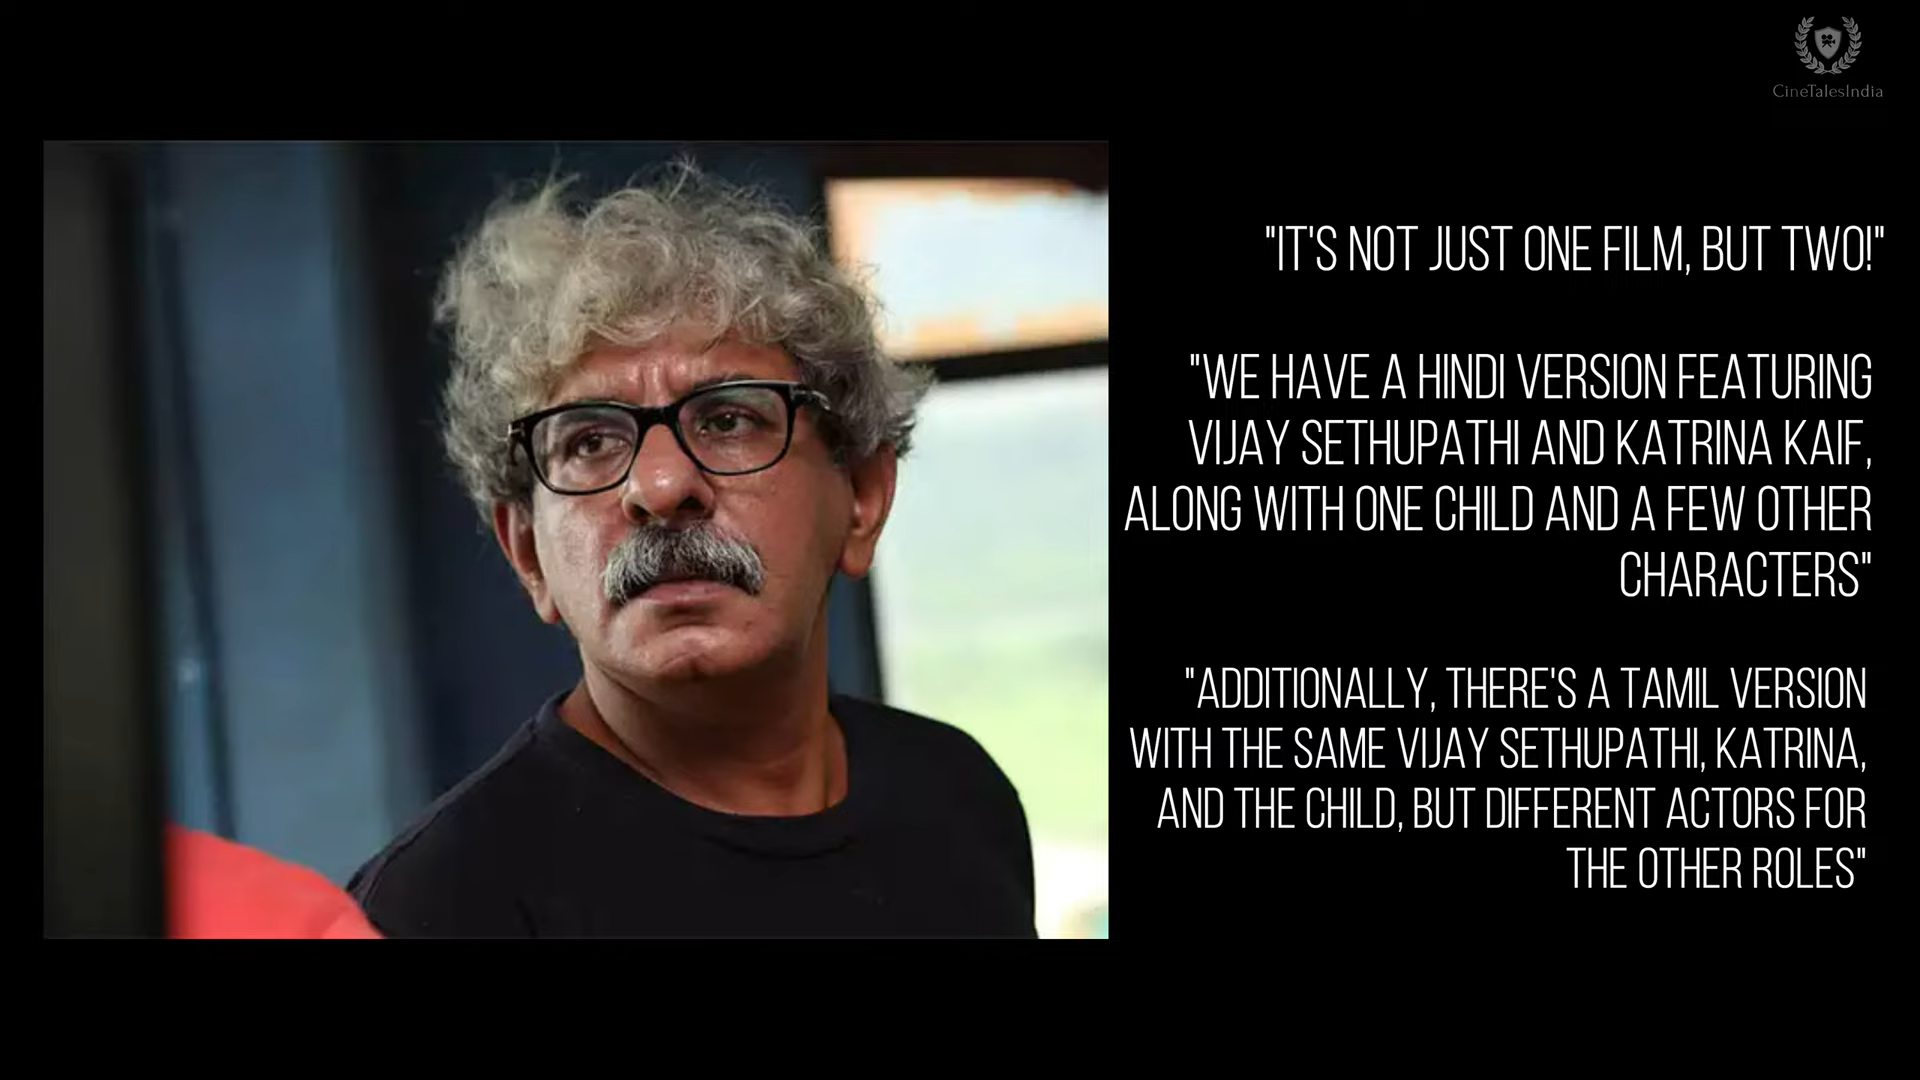 CineTalesIndia
"IT'S NOT JUST ONE FILM, BUT TWO!"
"WE HAVE A HINDI VERSION FEATURING
VIJAY SETHUPATHI AND KATRINA KAIF,
ALONG WITH ONE CHILD AND A FEW OTHER
CHARACTERS"
"ADDITIONALLY, THERE'S A TAMIL VERSION
WITH THE SAME VIJAY SETHUPATHI, KATRINA,
AND THE CHILD, BUT DIFFERENT ACTORS FOR
THE OTHER ROLES"